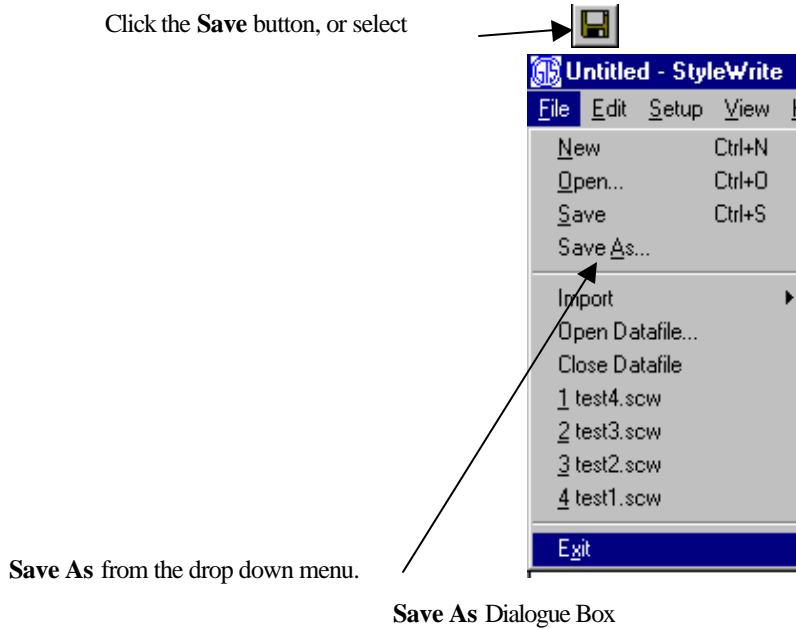 Click the Save button, or select
GIS Untitled - StyleWrite
File Edit Setup View
New Ctrl+N
Open... Ctrl+O
Save Ctrl+S
Save As...
Import
Open Datafile...
Close Datafile
1 test4.scw
2 test3.scw
3 test2.scw
4 test1.scw
Exit
Save As from the drop down menu.
Save As Dialogue Box